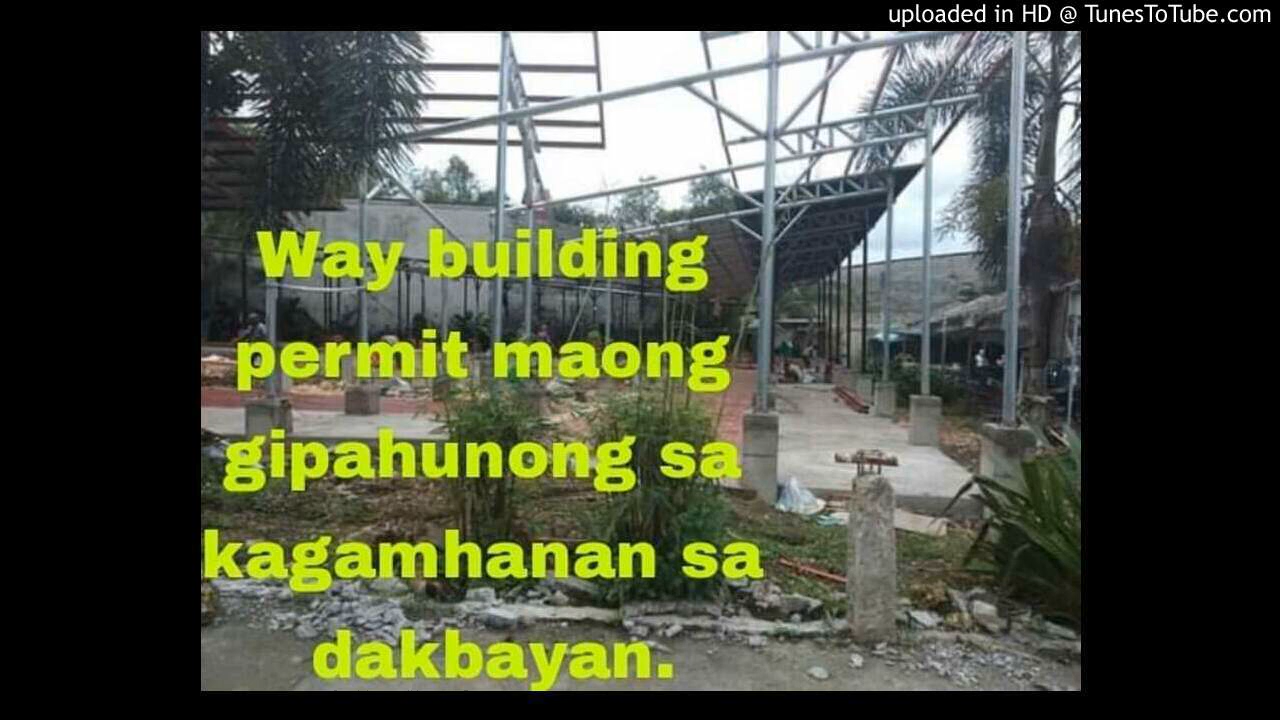 uploaded in HD @ TunesToTube.com
Way building
permit maong
gipahunong sa
kagamhanan sa
dakbayan.